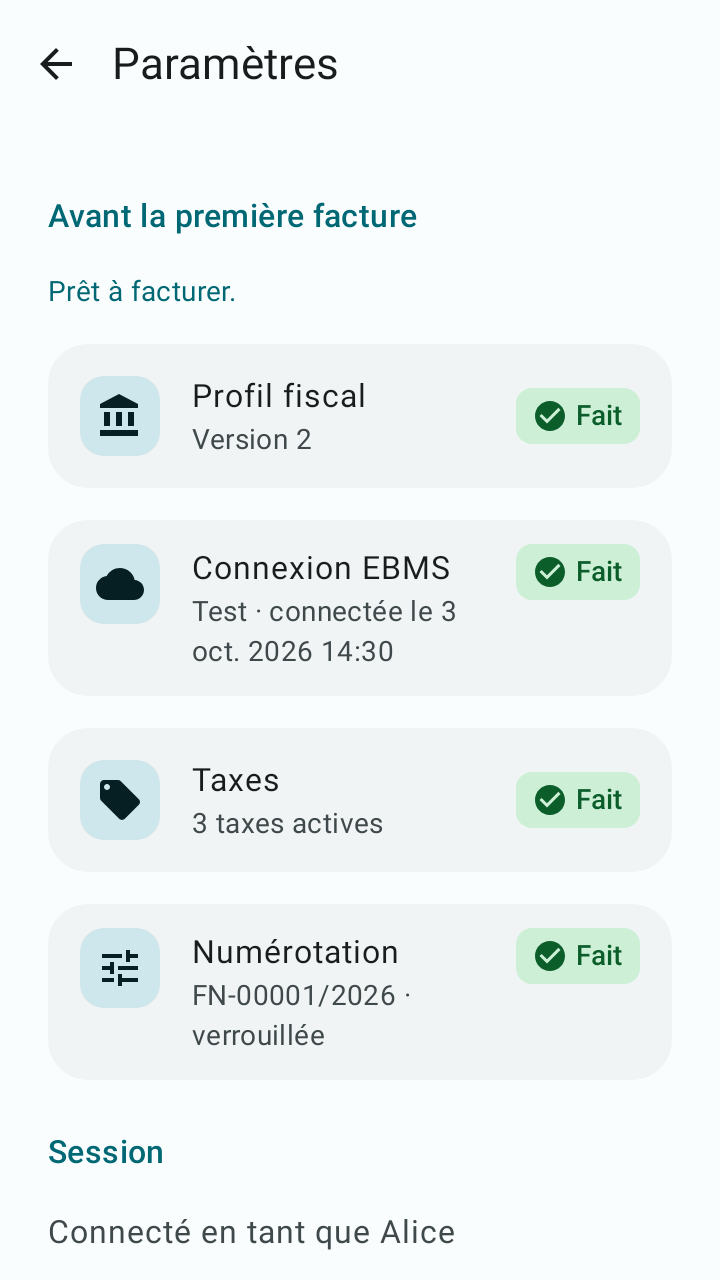 Paramètres
Avant la première facture
Prêt à facturer.
Profil fiscal
Version 2
Fait
Connexion EBMS
Test · connectée le 3
oct. 2026 14:30
Fait
Taxes
3 taxes actives
Fait
Numérotation
FN-00001/2026 ·
verrouillée
Fait
Session
Connecté en tant que Alice